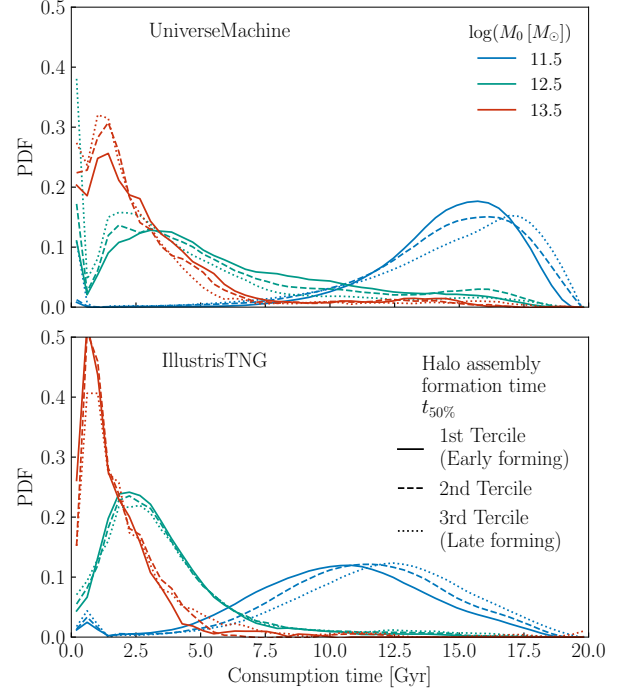 UniverseMachine
log(M₀ [M⊙])
11.5
12.5
13.5
PDF
0.5
0.4
0.3
0.2
0.1
0.0
IllustrisTNG
Halo assembly
formation time
t₅₀%
1st Tercile
(Early forming)
2nd Tercile
3rd Tercile
(Late forming)
PDF
0.5
0.4
0.3
0.2
0.1
0.0
0.0 2.5 5.0 7.5 10.0 12.5 15.0 17.5 20.0
Consumption time [Gyr]